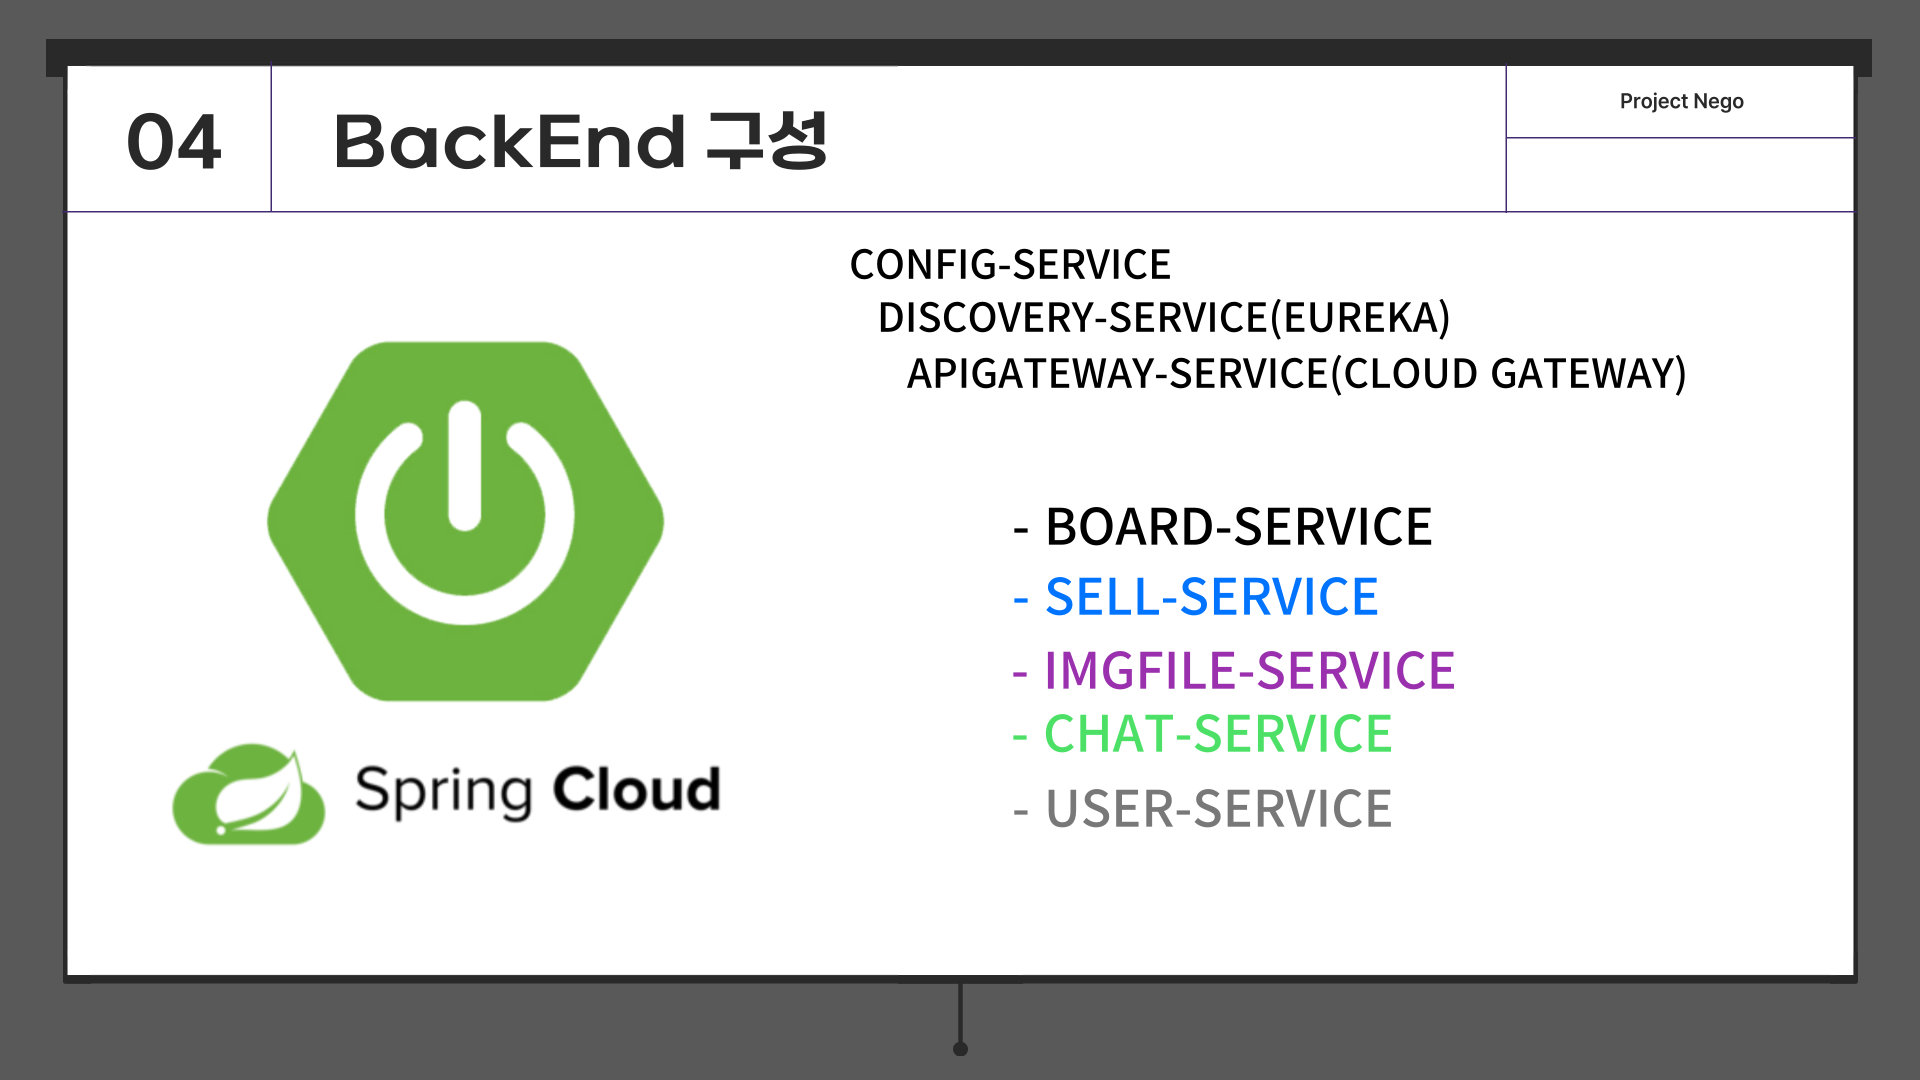 04
BackEnd 구성
Project Nego
CONFIG-SERVICE
DISCOVERY-SERVICE(EUREKA)
APIGATEWAY-SERVICE(CLOUD GATEWAY)
- BOARD-SERVICE
- SELL-SERVICE
- IMGFILE-SERVICE
- CHAT-SERVICE
- USER-SERVICE
Spring Cloud